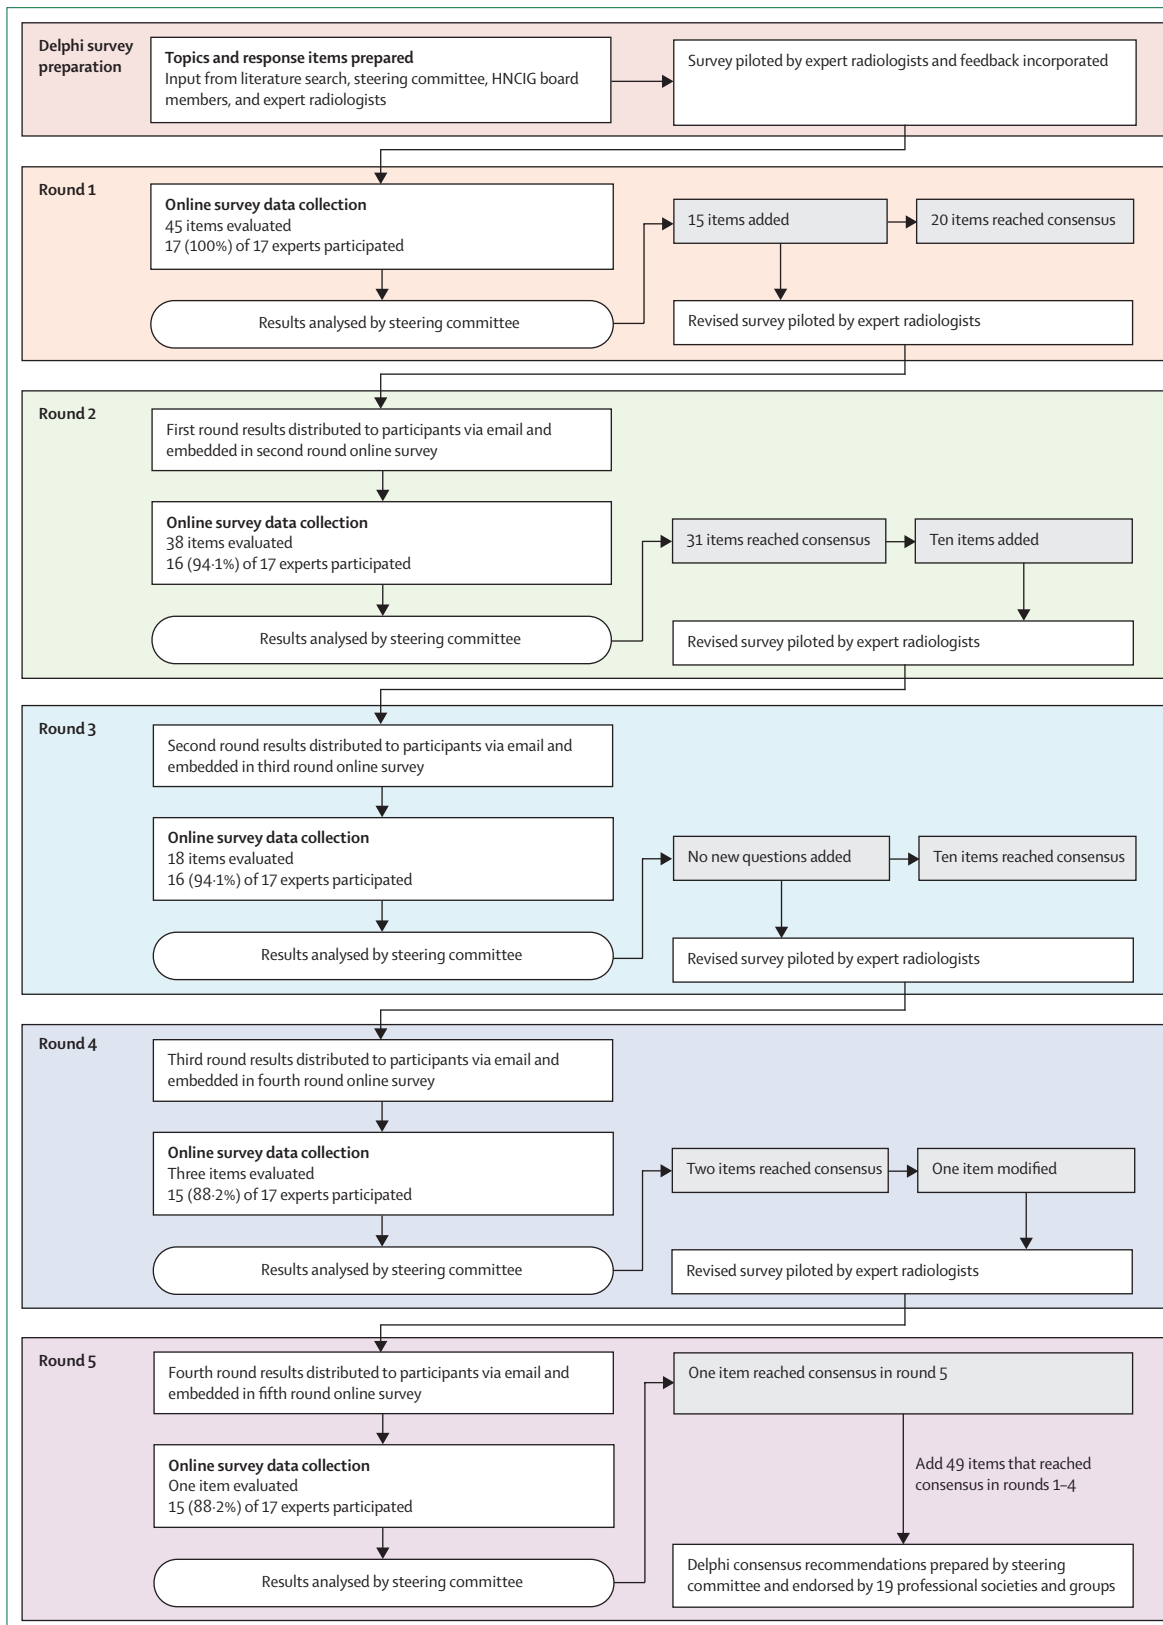 Delphi survey
preparation
Topics and response items prepared
Input from literature search, steering committee, HNCIG board
members, and expert radiologists
Survey piloted by expert radiologists and feedback incorporated
Round 1
Online survey data collection
45 items evaluated
17 (100%) of 17 experts participated
Results analysed by steering committee
15 items added
20 items reached consensus
Revised survey piloted by expert radiologists
Round 2
First round results distributed to participants via email and
embedded in second round online survey
Online survey data collection
38 items evaluated
16 (94·1%) of 17 experts participated
Results analysed by steering committee
31 items reached consensus
Ten items added
Revised survey piloted by expert radiologists
Round 3
Second round results distributed to participants via email and
embedded in third round online survey
Online survey data collection
18 items evaluated
16 (94·1%) of 17 experts participated
Results analysed by steering committee
No new questions added
Ten items reached consensus
Revised survey piloted by expert radiologists
Round 4
Third round results distributed to participants via email and
embedded in fourth round online survey
Online survey data collection
Three items evaluated
15 (88·2%) of 17 experts participated
Results analysed by steering committee
Two items reached consensus
One item modified
Revised survey piloted by expert radiologists
Round 5
Fourth round results distributed to participants via email and
embedded in fifth round online survey
Online survey data collection
One item evaluated
15 (88·2%) of 17 experts participated
Results analysed by steering committee
One item reached consensus in round 5
Add 49 items that reached
consensus in rounds 1–4
Delphi consensus recommendations prepared by steering
committee and endorsed by 19 professional societies and groups